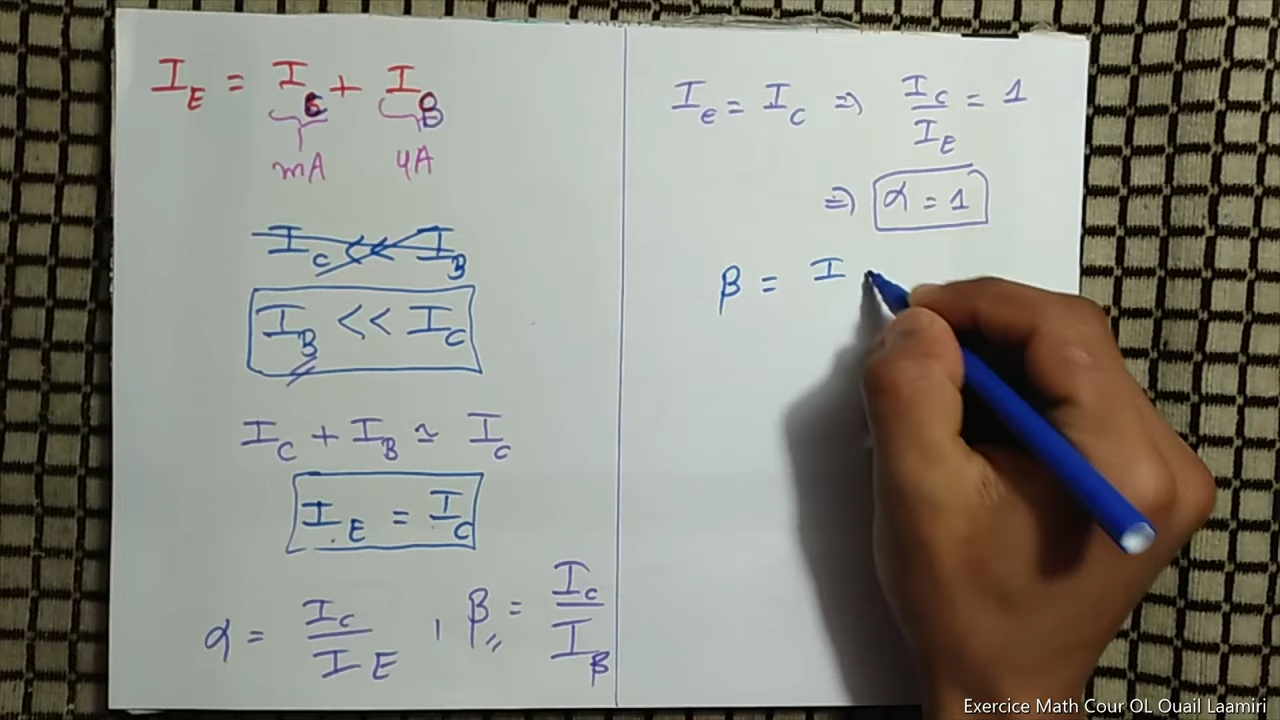 I_E = I_C + I_B
mA μA
I_C << I_B
I_B << I_C
I_C + I_B ≃ I_C
I_E = I_C
α = I_C / I_E , β = I_C / I_B
I_E = I_C ⇒ I_C / I_E = 1
⇒ α = 1
β = I
Exercice Math Cour OL Ouail Laamiri